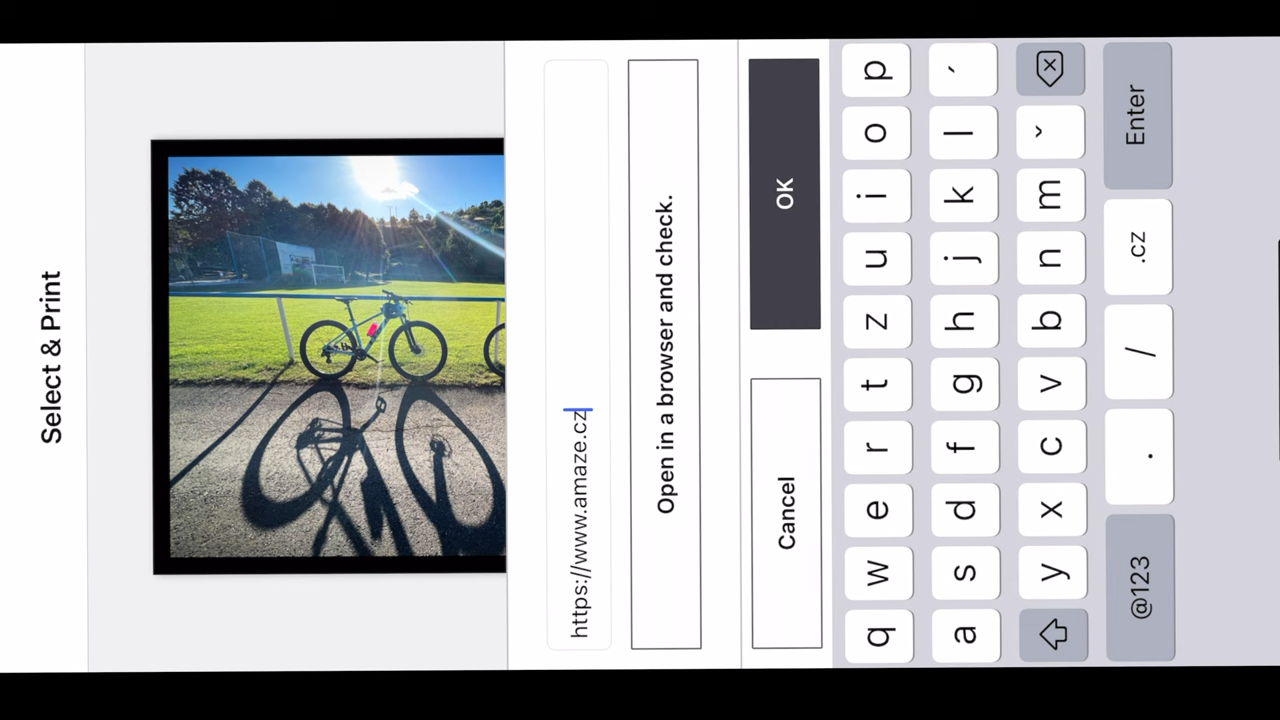 Select & Print
https://www.amaze.cz
Open in a browser and check.
Cancel OK
q w e r t z u i o p
a s d f g h j k l ´
y x c v b n m ˇ
@123 . / .cz Enter